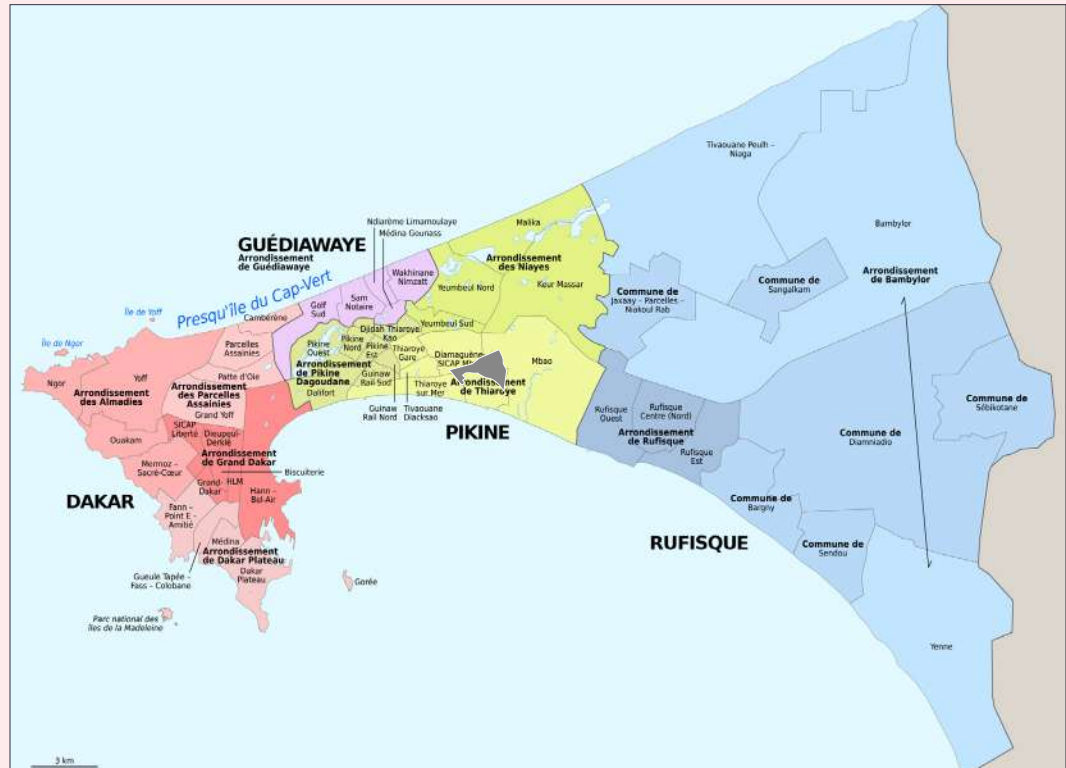 Tivaouane Peulh –
Niaga
Ndiarème Limamoulaye
Médina Gounass
Malika
Bambylor
GUÉDIAWAYE
Arrondissement
de Guédiawaye
Wakhinane
Nimzatt
Arrondissement
des Niayes
Arrondissement
de Bambylor
Presqu'île du Cap-Vert
Yeumbeul Nord
Keur Massar
Commune de
Jaxaay – Parcelles –
Niakoul Rab
Commune de
Sangalkam
Sam
Notaire
Golf
Sud
Île de Yoff
Cambérène
Yeumbeul Sud
Djidah Thiaroye
Kao
Île de Ngor
Parcelles
Assainies
Pikine
Ouest
Pikine
Nord
Pikine
Est
Thiaroye
Gare
Diamaguène
SICAP
Mbao
Arrondissement
de Pikine
Dagoudane
Guinaw
Rail Sud
Dalifort
Thiaroye
sur Mer
Arrondissement
de Thiaroye
Ngor
Yoff
Patte d'Oie
Arrondissement
des Almadies
Arrondissement
des Parcelles
Assainies
Grand Yoff
Guinaw
Rail Nord
Tivaouane
Diacksao
Rufisque
Ouest
Rufisque
Centre (Nord)
Commune de
Sébikotane
PIKINE
Arrondissement
de Rufisque
Commune de
Diamniadio
Rufisque
Est
SICAP
Liberté
Dieupeul-
Derklé
Ouakam
Arrondissement
de Grand Dakar
Mermoz –
Sacré-Cœur
Biscuiterie
Grand-
Dakar
HLM
Hann –
Bel-Air
DAKAR
Fann –
Point E –
Amitié
Commune de
Bargny
Médina
Arrondissement
de Dakar Plateau
RUFISQUE
Commune de
Sendou
Dakar
Plateau
Gueule Tapée –
Fass – Colobane
Gorée
Parc national des
îles de la Madeleine
Yenne
3 km